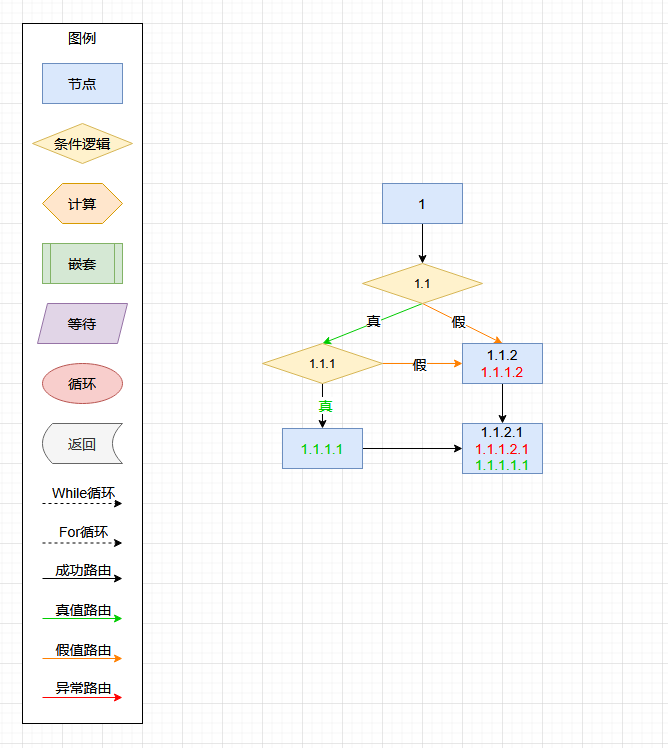 图例
节点
条件逻辑
计算
嵌套
等待
循环
返回
While循环
For循环
成功路由
真值路由
假值路由
异常路由
1
1.1
真
假
1.1.1
假
1.1.2
1.1.1.2
真
1.1.1.1
1.1.2.1
1.1.1.2.1
1.1.1.1.1